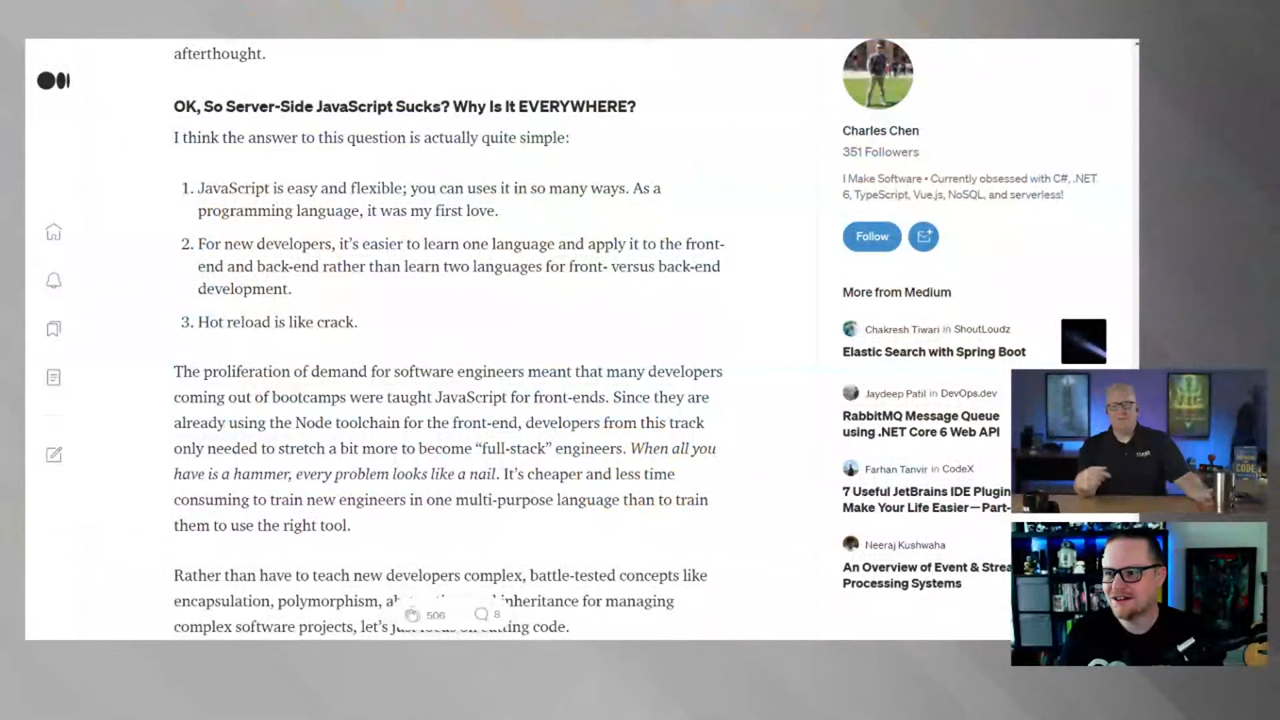 afterthought.
OK, So Server-Side JavaScript Sucks? Why Is It EVERYWHERE?
I think the answer to this question is actually quite simple:
1. JavaScript is easy and flexible; you can uses it in so many ways. As a
programming language, it was my first love.
2. For new developers, it's easier to learn one language and apply it to the front-
end and back-end rather than learn two languages for front- versus back-end
development.
3. Hot reload is like crack.
The proliferation of demand for software engineers meant that many developers
coming out of bootcamps were taught JavaScript for front-ends. Since they are
already using the Node toolchain for the front-end, developers from this track
only needed to stretch a bit more to become “full-stack” engineers. When all you
have is a hammer, every problem looks like a nail. It's cheaper and less time
consuming to train new engineers in one multi-purpose language than to train
them to use the right tool.
Rather than have to teach new developers complex, battle-tested concepts like
encapsulation, polymorphism, inheritance for managing
complex software projects, let's code.
506 8
Charles Chen
351 Followers
I Make Software • Currently obsessed with C#, .NET
6, TypeScript, Vue.js, NoSQL, and serverless!
Follow
More from Medium
Chakresh Tiwari in ShoutLoudz
Elastic Search with Spring Boot
Jaydeep Patil in DevOps.dev
RabbitMQ Message Queue
using .NET Core 6 Web API
Farhan Tanvir in CodeX
7 Useful JetBrains IDE Plugin
Make Your Life Easier—Part-
Neeraj Kushwaha
An Overview of Event & Strea
Processing Systems
CODE